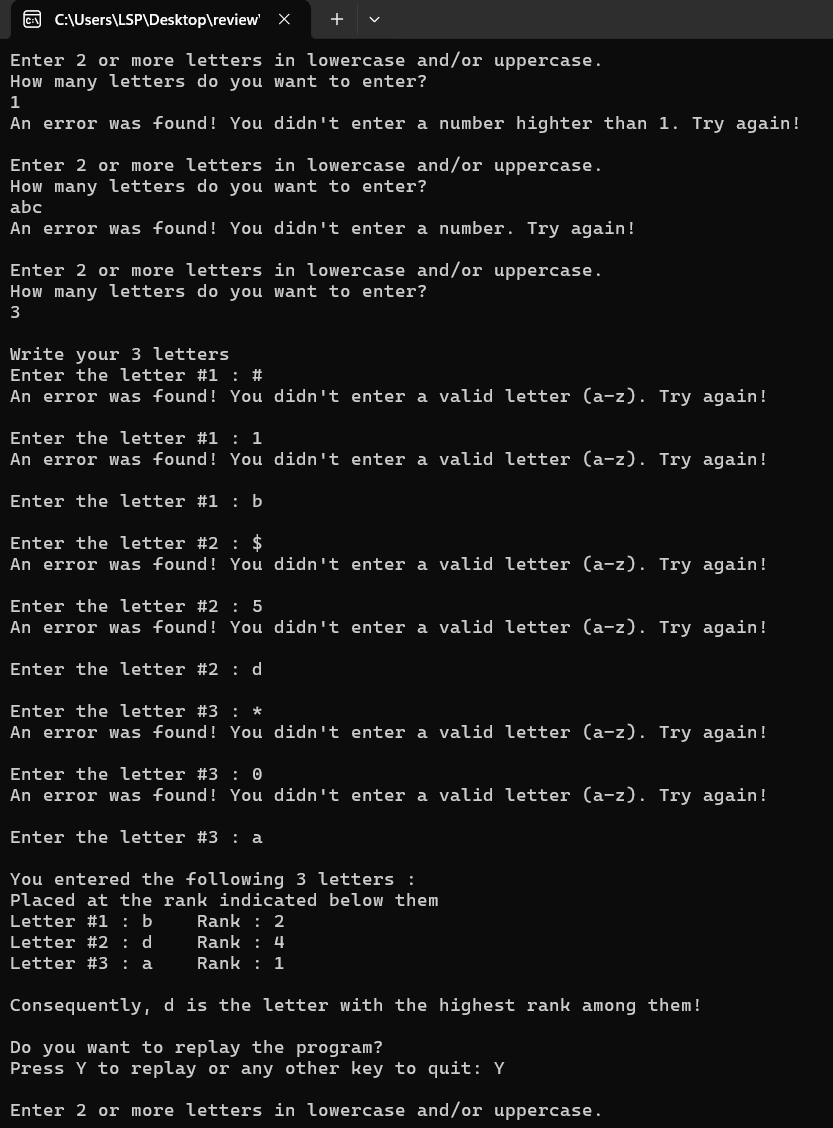 C:\Users\LSP\Desktop\review'
Enter 2 or more letters in lowercase and/or uppercase.
How many letters do you want to enter?
1
An error was found! You didn't enter a number highter than 1. Try again!
Enter 2 or more letters in lowercase and/or uppercase.
How many letters do you want to enter?
abc
An error was found! You didn't enter a number. Try again!
Enter 2 or more letters in lowercase and/or uppercase.
How many letters do you want to enter?
3
Write your 3 letters
Enter the letter #1 : #
An error was found! You didn't enter a valid letter (a-z). Try again!
Enter the letter #1 : 1
An error was found! You didn't enter a valid letter (a-z). Try again!
Enter the letter #1 : b
Enter the letter #2 : $
An error was found! You didn't enter a valid letter (a-z). Try again!
Enter the letter #2 : 5
An error was found! You didn't enter a valid letter (a-z). Try again!
Enter the letter #2 : d
Enter the letter #3 : *
An error was found! You didn't enter a valid letter (a-z). Try again!
Enter the letter #3 : 0
An error was found! You didn't enter a valid letter (a-z). Try again!
Enter the letter #3 : a
You entered the following 3 letters :
Placed at the rank indicated below them
Letter #1 : b    Rank : 2
Letter #2 : d    Rank : 4
Letter #3 : a    Rank : 1
Consequently, d is the letter with the highest rank among them!
Do you want to replay the program?
Press Y to replay or any other key to quit: Y
Enter 2 or more letters in lowercase and/or uppercase.